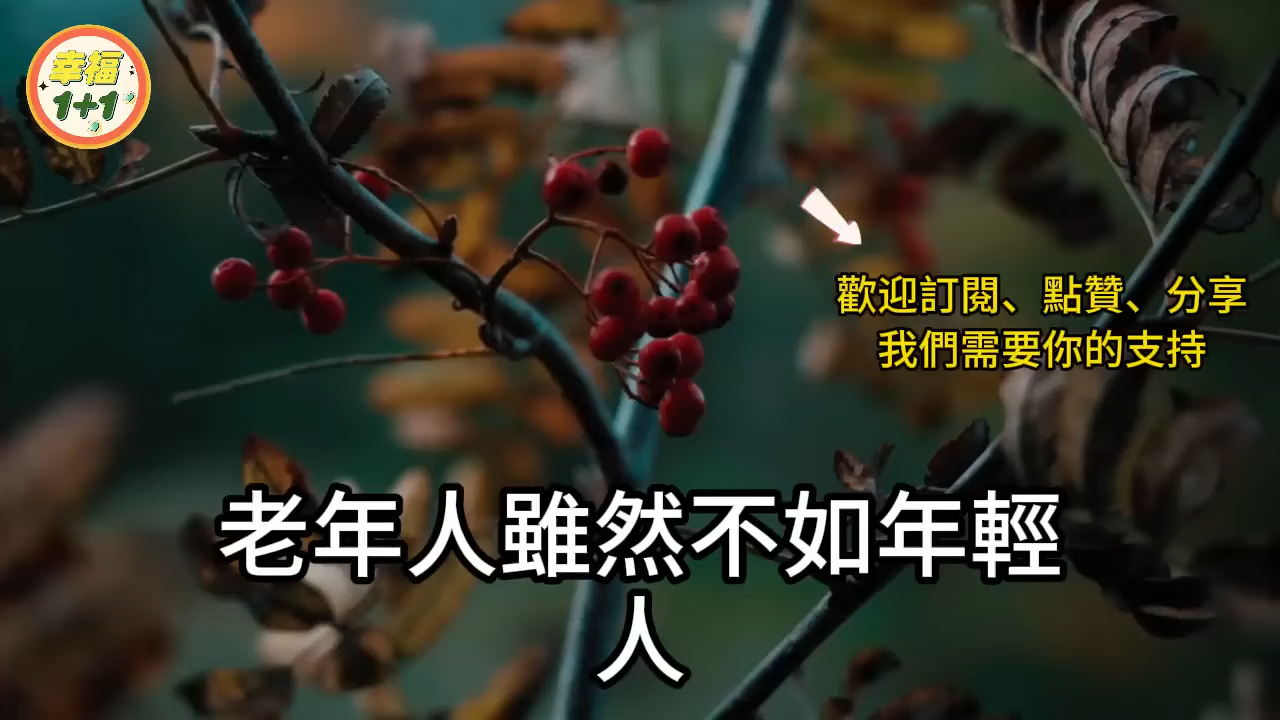 幸福
1+1
歡迎訂閱、點贊、分享
我們需要你的支持
老年人雖然不如年輕
人